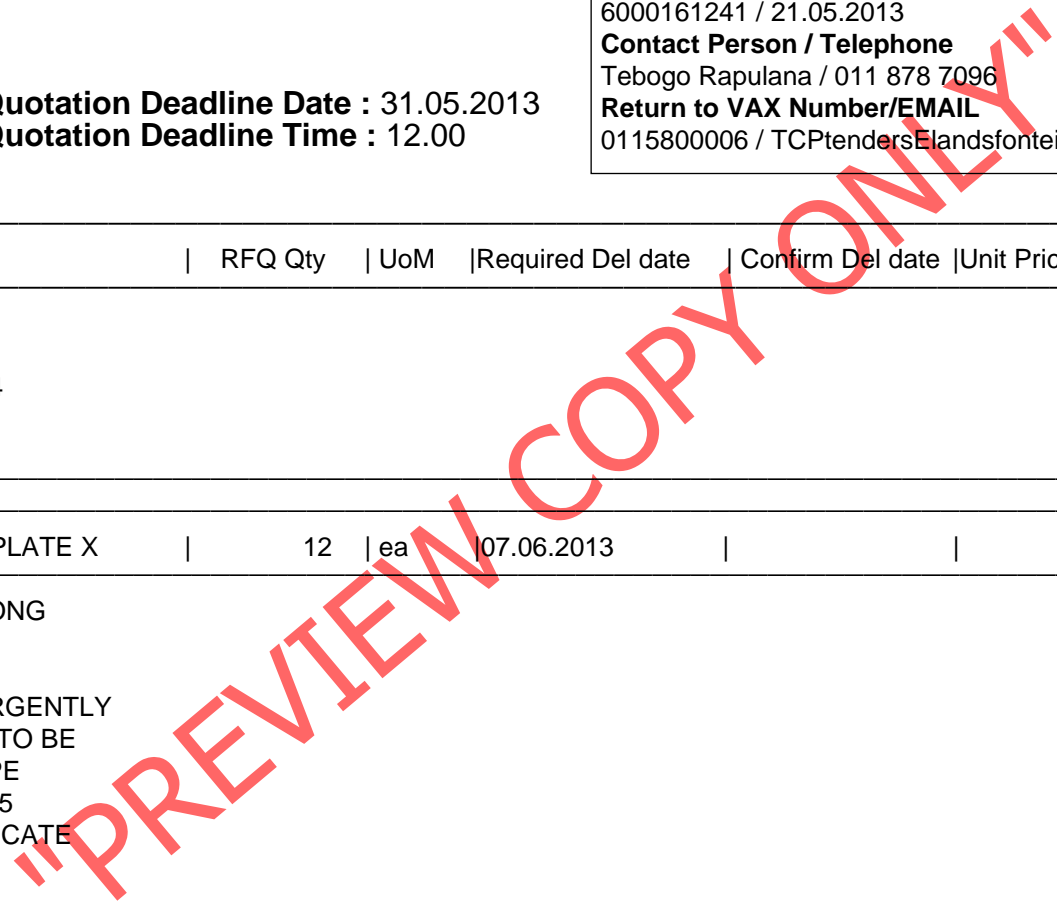 6000161241 / 21.05.2013
Contact Person / Telephone
Tebogo Rapulana / 011 878 7096
Quotation Deadline Date : 31.05.2013
Return to VAX Number/EMAIL
Quotation Deadline Time : 12.00
0115800006 / TCPtendersElandsfontei
| RFQ Qty | UoM |Required Del date | Confirm Del date |Unit Pric
PLATE X | 12 | ea |07.06.2013 | |
ONG
RGENTLY
TO BE
PE
5
CATE
"PREVIEW COPY ONLY"